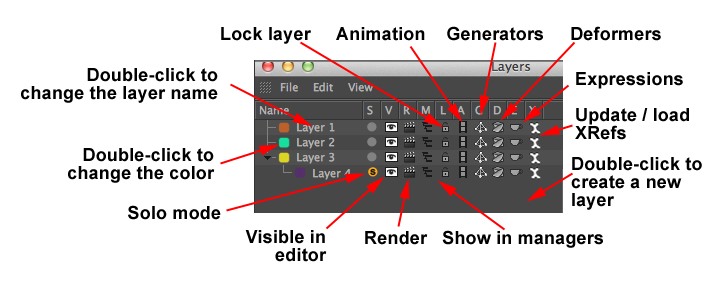 Lock layer
Animation
Generators
Deformers
Double-click to
change the layer name
Layers
File Edit View
Expressions
Name S V R M L A G D E X
Layer 1
Layer 2
Layer 3
Layer 4
S
Update / load
XRefs
Double-click to
change the color
Double-click to
create a new
layer
Solo mode
Visible in
editor
Render
Show in managers